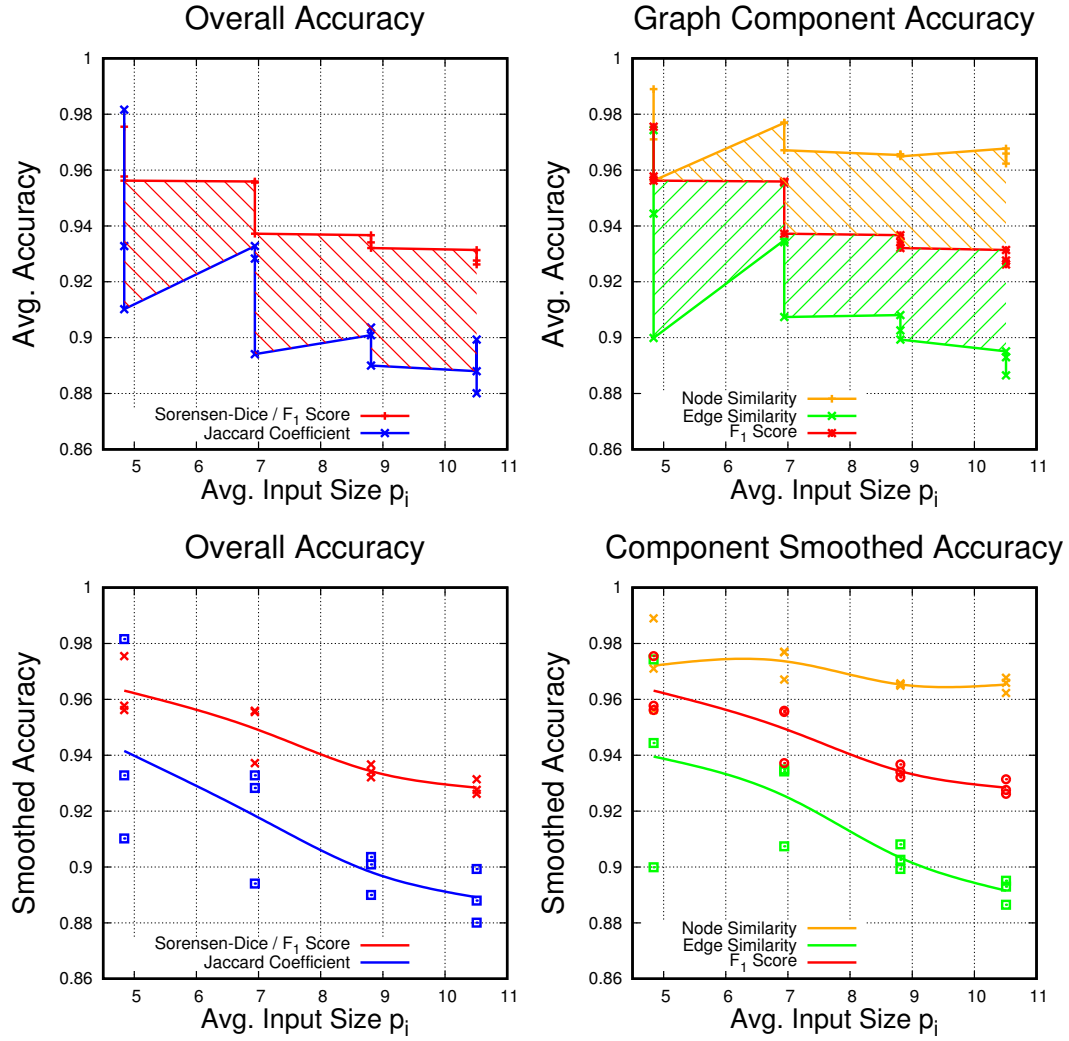 Overall Accuracy
Avg. Accuracy
1
0.98
0.96
0.94
0.92
0.9
0.88
0.86
Sorensen-Dice / F1 Score
Jaccard Coefficient
5 6 7 8 9 10 11
Avg. Input Size pi
Graph Component Accuracy
Avg. Accuracy
1
0.98
0.96
0.94
0.92
0.9
0.88
0.86
Node Similarity
Edge Similarity
F1 Score
5 6 7 8 9 10 11
Avg. Input Size pi
Overall Accuracy
Smoothed Accuracy
1
0.98
0.96
0.94
0.92
0.9
0.88
0.86
Sorensen-Dice / F1 Score
Jaccard Coefficient
5 6 7 8 9 10 11
Avg. Input Size pi
Component Smoothed Accuracy
Smoothed Accuracy
1
0.98
0.96
0.94
0.92
0.9
0.88
0.86
Node Similarity
Edge Similarity
F1 Score
5 6 7 8 9 10 11
Avg. Input Size pi